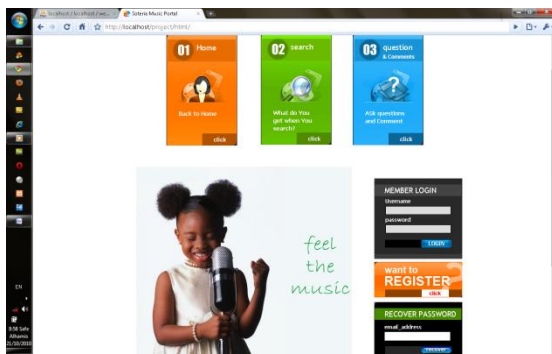 localhost / localhost / we...
Soteria Music Portal
http://localhost/project/html/
01 Home
Back to Home
click
02 search
What do You
get when You
search?
click
03 question
& Comments
Ask questions
and Comment
click
feel
the
music
MEMBER LOGIN
Username
password
LOGIN
want to
REGISTER
click
RECOVER PASSWORD
email_address
recover
EN